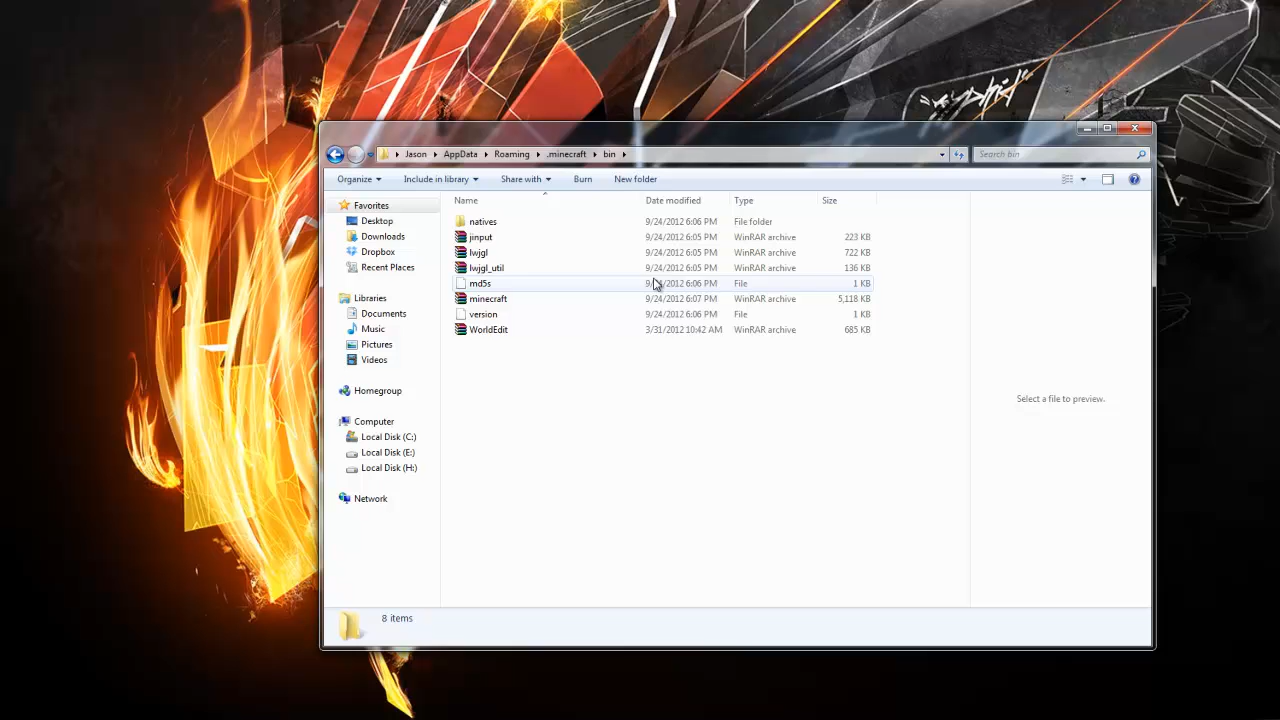 Jason AppData Roaming .minecraft bin
Search bin
Organize Include in library Share with Burn New folder
Name Date modified Type Size
Favorites
Desktop
Downloads
Dropbox
Recent Places
Libraries
Documents
Music
Pictures
Videos
Homegroup
Computer
Local Disk (C:)
Local Disk (E:)
Local Disk (H:)
Network
natives 9/24/2012 6:06 PM File folder
jinput 9/24/2012 6:05 PM WinRAR archive 223 KB
lwjgl 9/24/2012 6:05 PM WinRAR archive 722 KB
lwjgl_util 9/24/2012 6:05 PM WinRAR archive 136 KB
md5s /2012 6:06 PM File 1 KB
minecraft 9/24/2012 6:07 PM WinRAR archive 5,118 KB
version 9/24/2012 6:06 PM File 1 KB
WorldEdit 3/31/2012 10:42 AM WinRAR archive 685 KB
Select a file to preview.
8 items